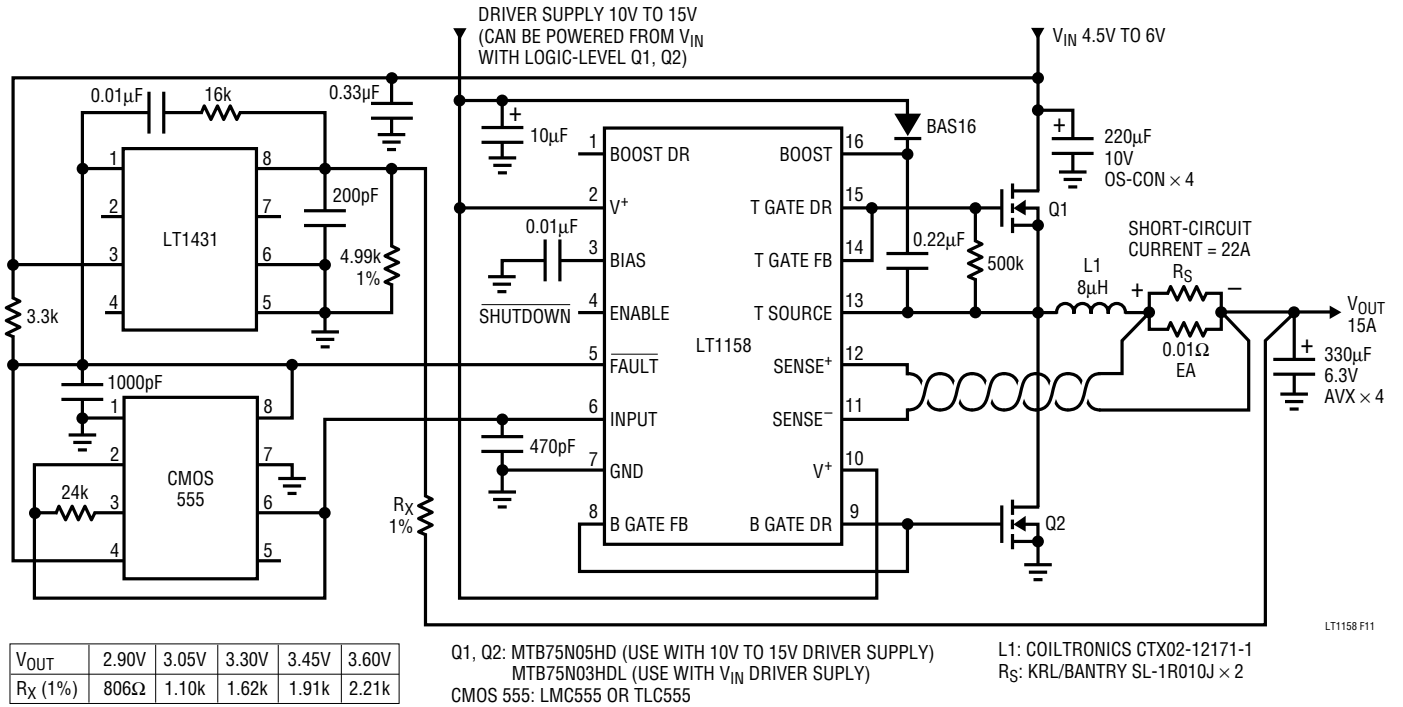 DRIVER SUPPLY 10V TO 15V
(CAN BE POWERED FROM VIN
WITH LOGIC-LEVEL Q1, Q2)
VIN 4.5V TO 6V
0.01µF
16k
0.33µF
+
10µF
BAS16
+
220µF
10V
OS-CON × 4
1
2
3
4
8
7
6
5
LT1431
200pF
4.99k
1%
3.3k
1000pF
1
2
3
4
8
7
6
5
CMOS
555
24k
RX
1%
0.01µF
SHUTDOWN
470pF
1
2
3
4
5
6
7
8
BOOST DR
V+
BIAS
ENABLE
FAULT
INPUT
GND
B GATE FB
LT1158
BOOST
T GATE DR
T GATE FB
T SOURCE
SENSE+
SENSE–
V+
B GATE DR
16
15
14
13
12
11
10
9
0.22µF
500k
Q1
Q2
L1
8µH
SHORT-CIRCUIT
CURRENT = 22A
RS
+
–
0.01Ω
EA
VOUT
15A
+
330µF
6.3V
AVX × 4
LT1158 F11
VOUT 2.90V 3.05V 3.30V 3.45V 3.60V
RX (1%) 806Ω 1.10k 1.62k 1.91k 2.21k
Q1, Q2: MTB75N05HD (USE WITH 10V TO 15V DRIVER SUPPLY)
MTB75N03HDL (USE WITH VIN DRIVER SUPLY)
CMOS 555: LMC555 OR TLC555
L1: COILTRONICS CTX02-12171-1
RS: KRL/BANTRY SL-1R010J × 2